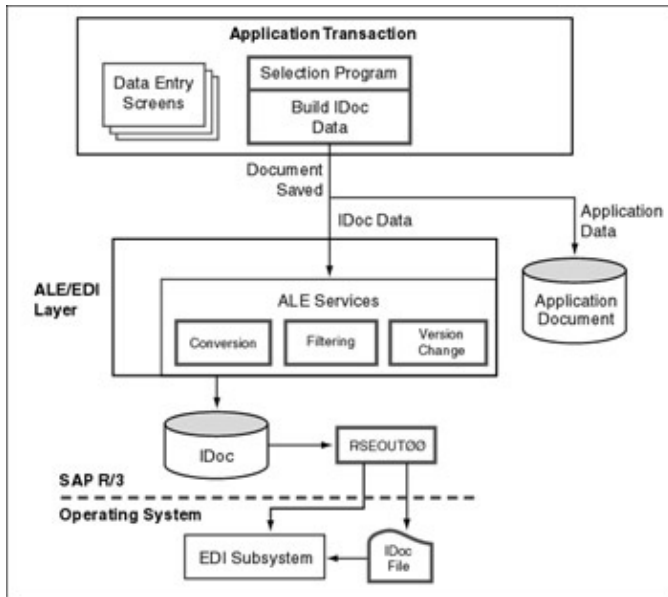 Application Transaction
Data Entry
Screens
Selection Program
Build IDoc
Data
Document
Saved
IDoc Data
Application
Data
ALE/EDI
Layer
ALE Services
Conversion
Filtering
Version
Change
Application
Document
IDoc
RSEOUTØØ
SAP R/3
Operating System
EDI Subsystem
IDoc
File